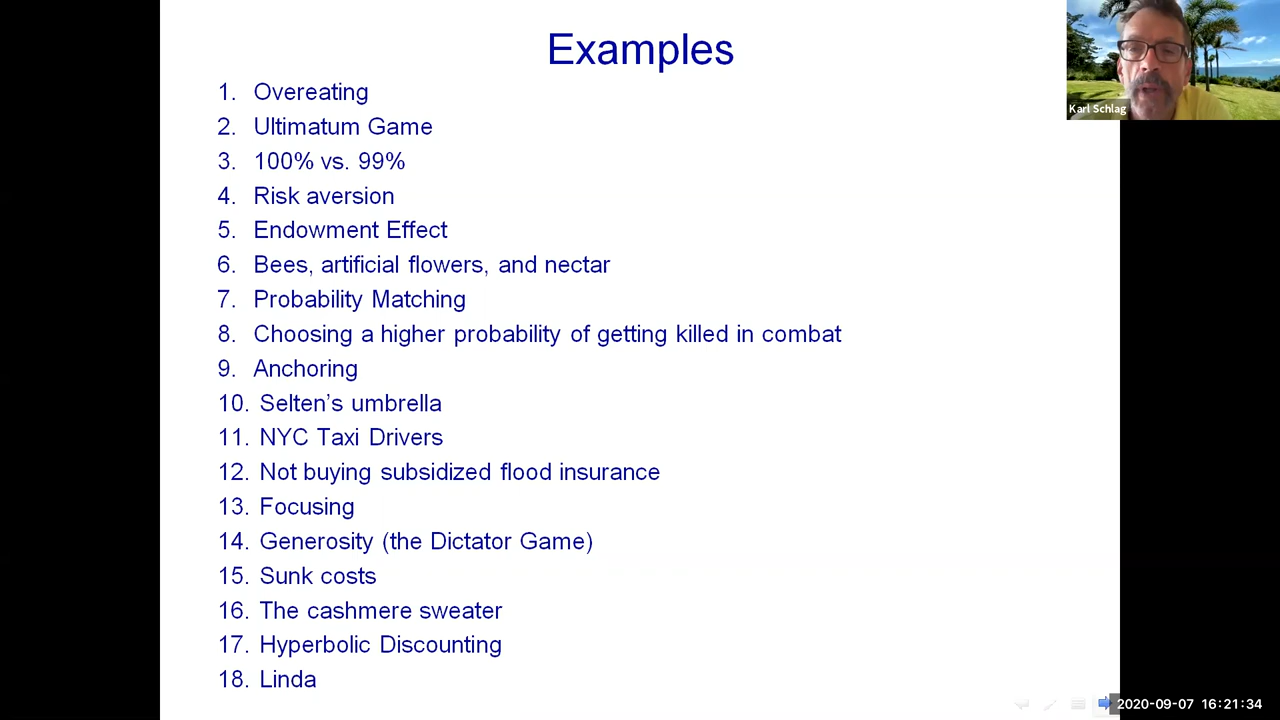 Examples
1. Overeating
2. Ultimatum Game
3. 100% vs. 99%
4. Risk aversion
5. Endowment Effect
6. Bees, artificial flowers, and nectar
7. Probability Matching
8. Choosing a higher probability of getting killed in combat
9. Anchoring
10. Selten's umbrella
11. NYC Taxi Drivers
12. Not buying subsidized flood insurance
13. Focusing
14. Generosity (the Dictator Game)
15. Sunk costs
16. The cashmere sweater
17. Hyperbolic Discounting
18. Linda
Karl Schlag
2020-09-07 16:21:34